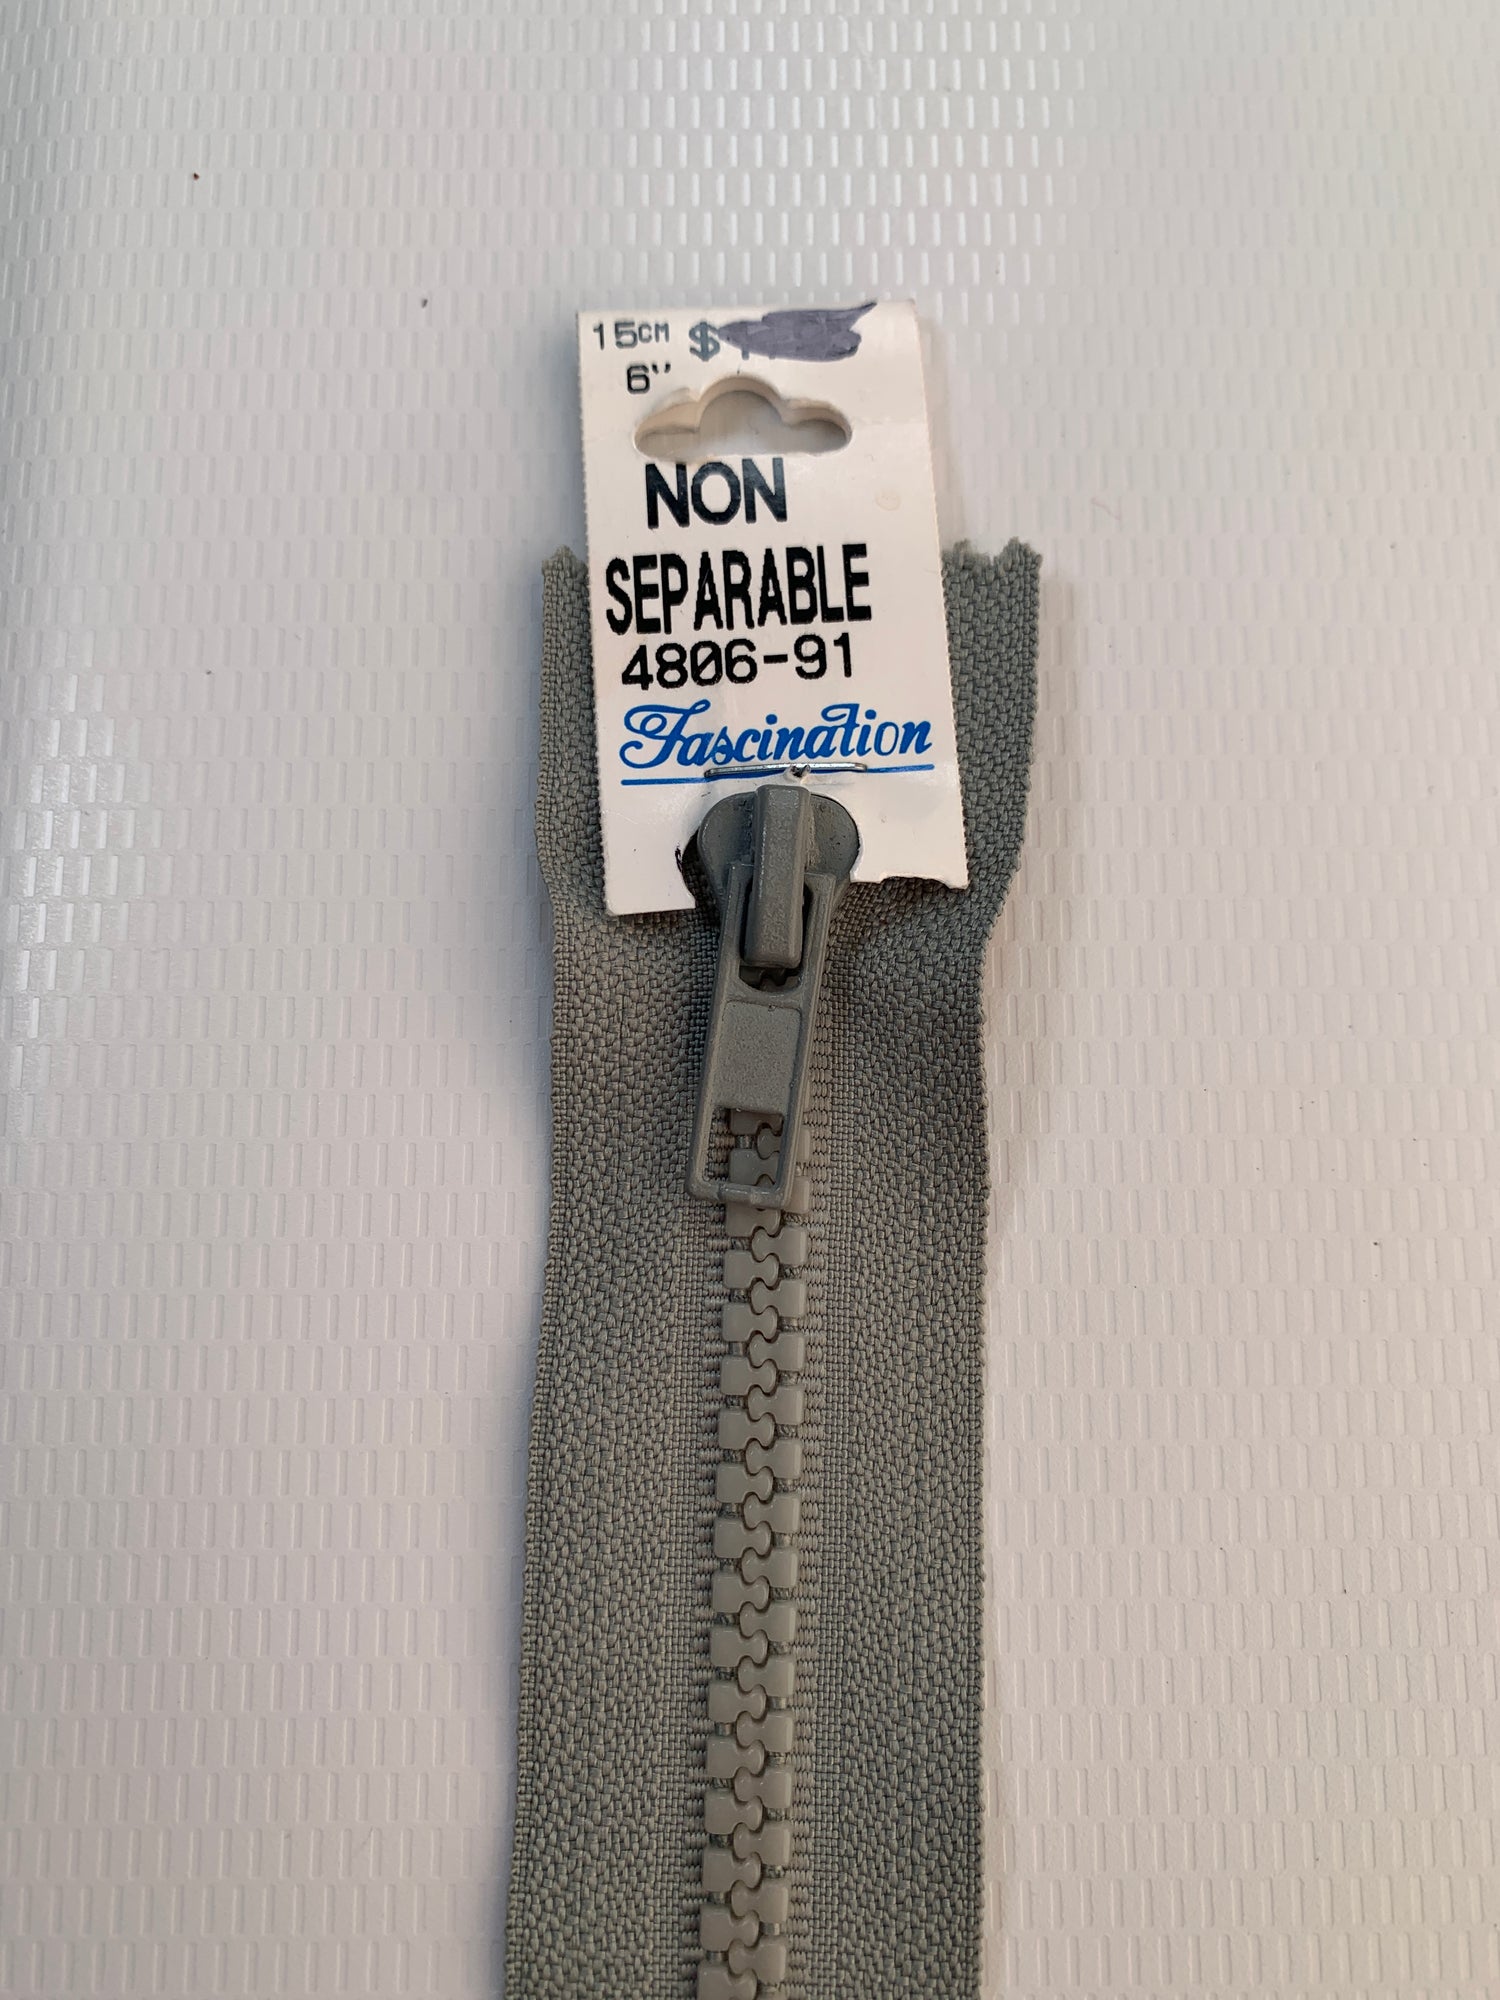 15CM $
6"
NON
SEPARABLE
4806-91
Fascination